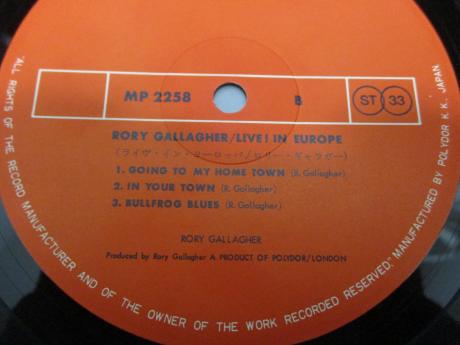 MP 2258 B ST 33
RORY GALLAGHER/LIVE! IN EUROPE
(ライヴ・イン・ヨーロッパ/ロリー・ギャラガー)
1. GOING TO MY HOME TOWN (R. Gallagher)
2. IN YOUR TOWN (R. Gallagher)
3. BULLFROG BLUES (R. Gallagher)
RORY GALLAGHER
Produced by Rory Gallagher A PRODUCT OF POLYDOR/LONDON
"ALL RIGHTS OF THE RECORD MANUFACTURER AND OF THE OWNER OF THE WORK RECORDED RESERVED." MANUFACTURED BY POLYDOR K.K., JAPAN